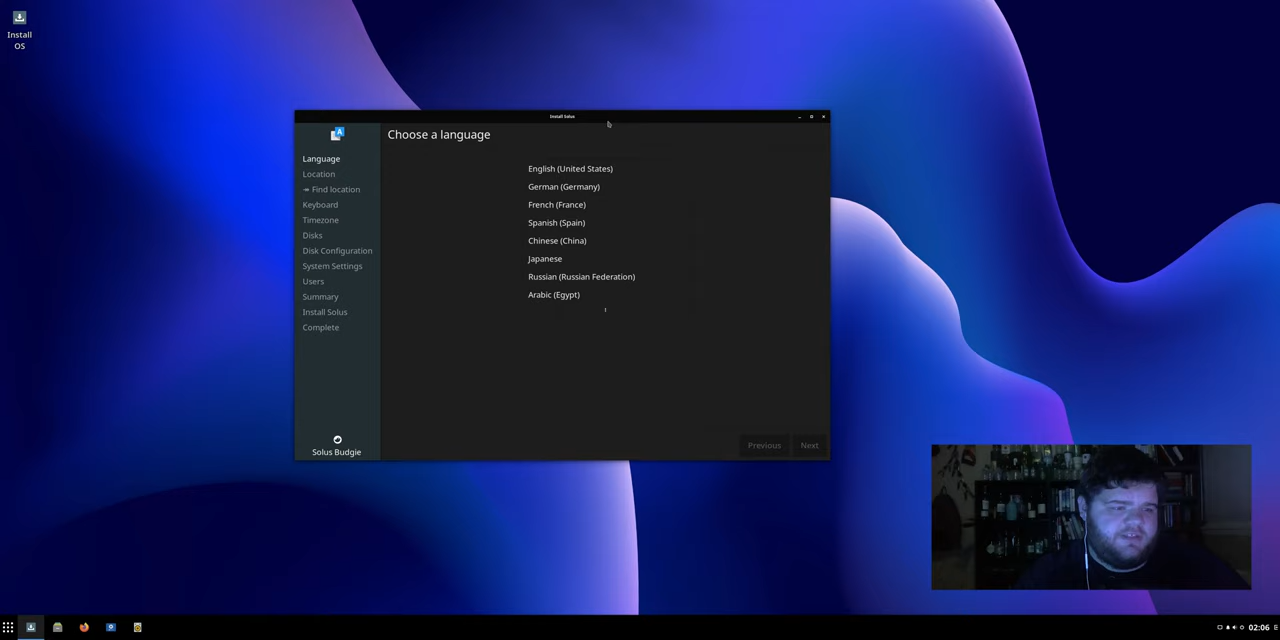 Install
OS
Install Solus
A
Choose a language
Language
Location
Find location
Keyboard
Timezone
Disks
Disk Configuration
System Settings
Users
Summary
Install Solus
Complete
English (United States)
German (Germany)
French (France)
Spanish (Spain)
Chinese (China)
Japanese
Russian (Russian Federation)
Arabic (Egypt)
Solus Budgie
Previous
Next
02:06